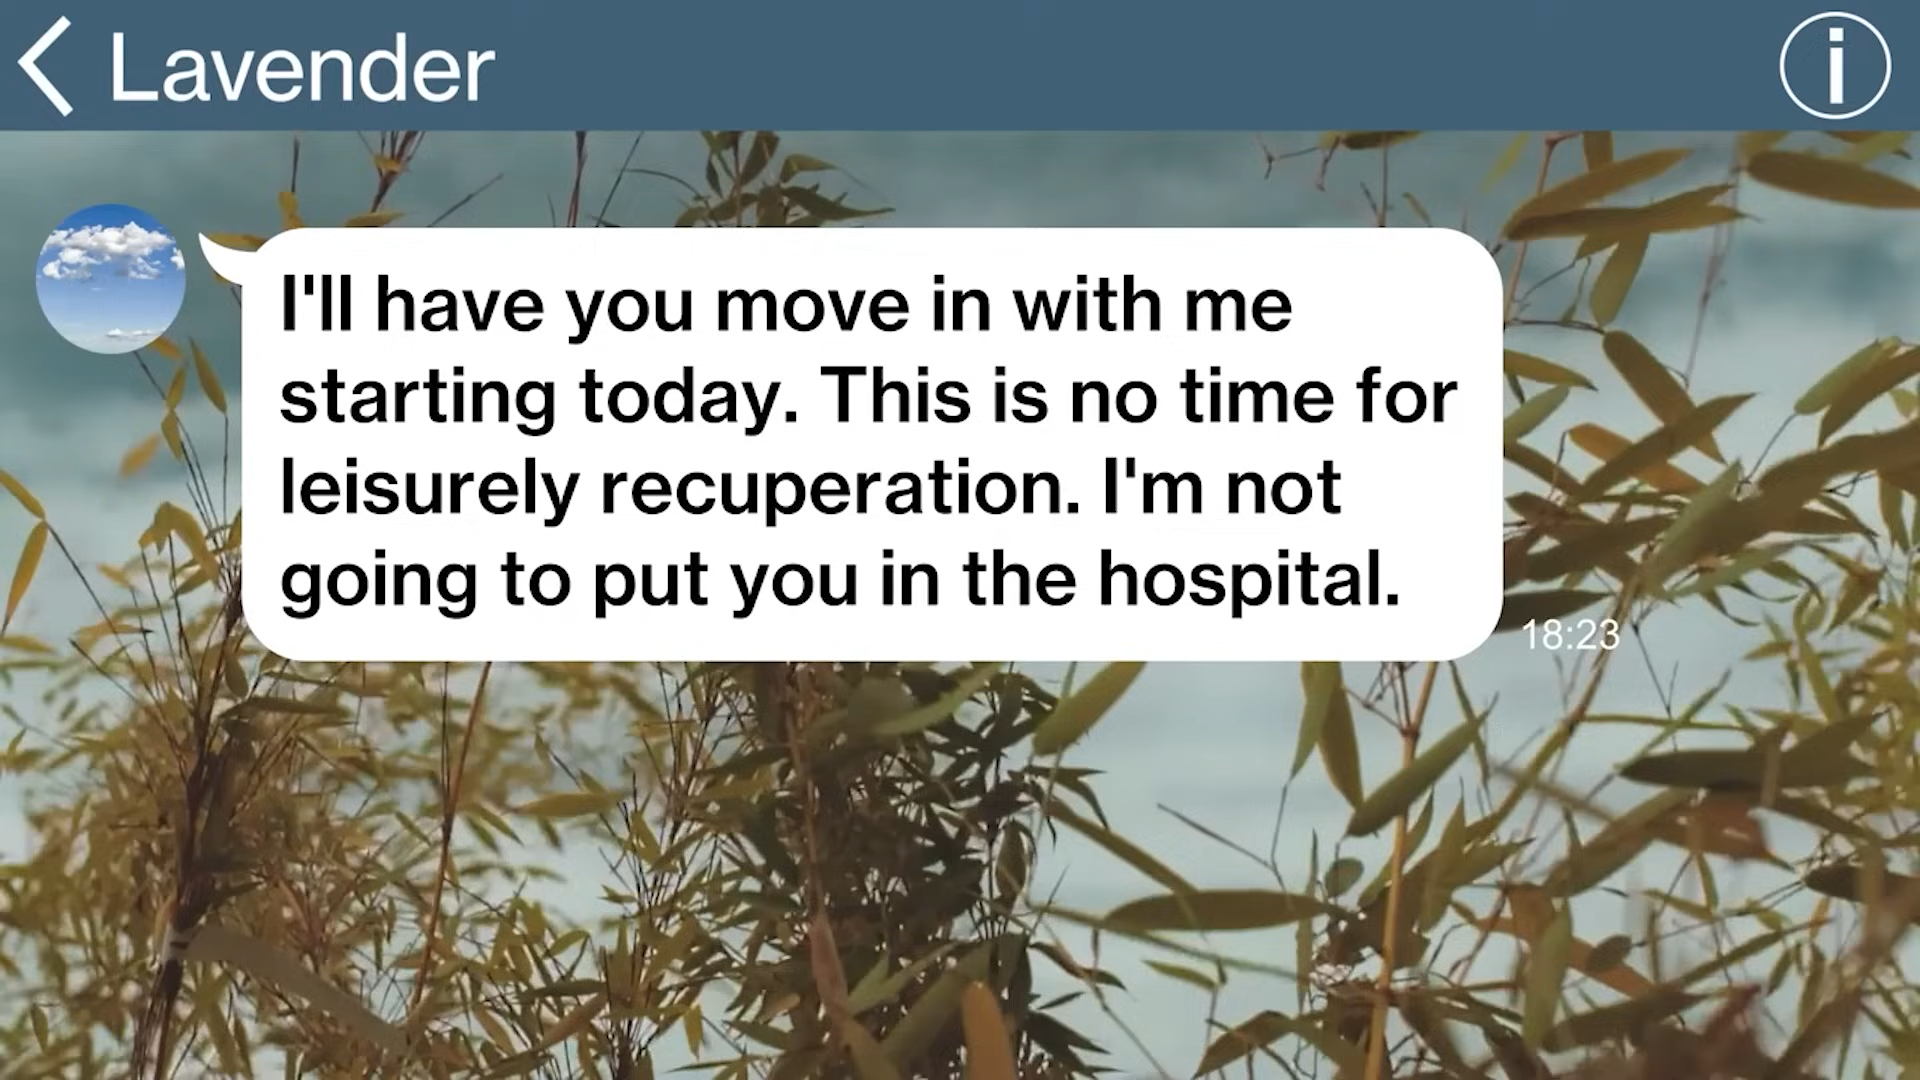 Lavender
I'll have you move in with me
starting today. This is no time for
leisurely recuperation. I'm not
going to put you in the hospital.
18:23